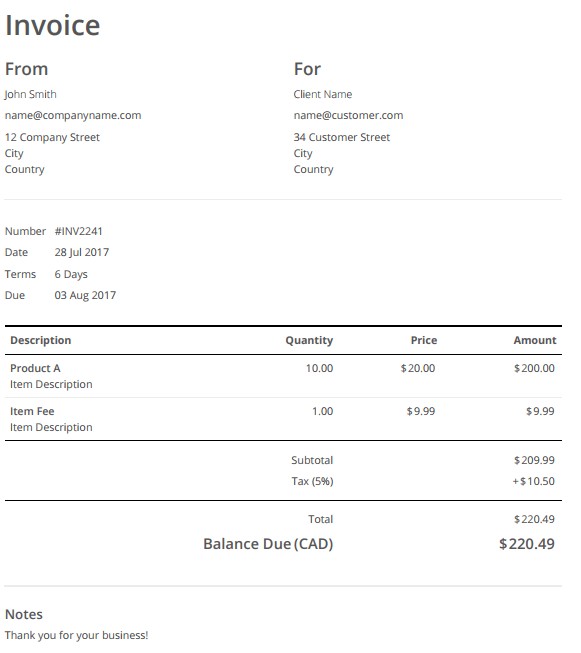 Invoice
From
John Smith
name@companyname.com
12 Company Street
City
Country
For
Client Name
name@customer.com
34 Customer Street
City
Country
Number #INV2241
Date 28 Jul 2017
Terms 6 Days
Due 03 Aug 2017
Description Quantity Price Amount
Product A 10.00 $20.00 $200.00
Item Description
Item Fee 1.00 $9.99 $9.99
Item Description
Subtotal $209.99
Tax (5%) +$10.50
Total $220.49
Balance Due (CAD) $220.49
Notes
Thank you for your business!